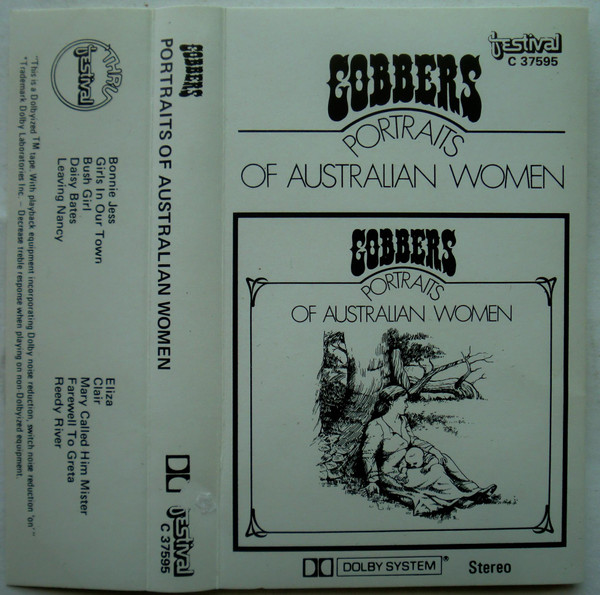 festival
C 37595
COBBERS
PORTRAITS
OF AUSTRALIAN WOMEN
COBBERS
PORTRAITS
OF AUSTRALIAN WOMEN
DOLBY SYSTEM®
Stereo
COBBERS
PORTRAITS OF AUSTRALIAN WOMEN
festival
C 37595
festival
Bonnie Jess
Girls In Our Town
Bush Girl
Daisy Bates
Leaving Nancy
Eliza
Clair
Mary Called Him Mister
Farewell To Greta
Reedy River
"This is a Dolbyized TM tape. With playback equipment incorporating Dolby noise reduction, switch noise reduction 'on'"
*Trademark Dolby Laboratories Inc. – Decrease treble response when playing on non-Dolbyized equipment.